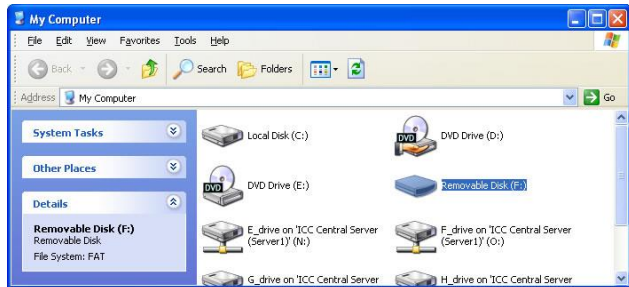 My Computer
File Edit View Favorites Tools Help
Back Search Folders
Address My Computer Go
System Tasks
Other Places
Details
Removable Disk (F:)
Removable Disk
File System: FAT
Local Disk (C:)
DVD Drive (D:)
DVD
DVD Drive (E:)
DVD
Removable Disk (F:)
E_drive on 'ICC Central Server
(Server1)' (N:)
F_drive on 'ICC Central Server
(Server1)' (O:)
G_drive on 'ICC Central Server
H_drive on 'ICC Central Server